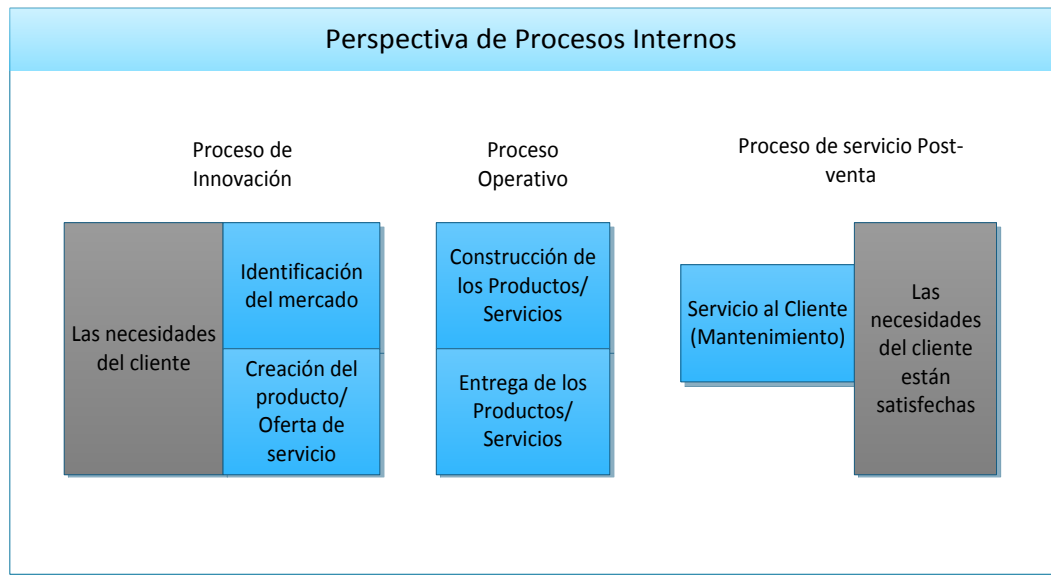 Perspectiva de Procesos Internos
Proceso de
Innovación
Proceso
Operativo
Proceso de servicio Post-
venta
Las necesidades
del cliente
Identificación
del mercado
Creación del
producto/
Oferta de
servicio
Construcción de
los Productos/
Servicios
Entrega de los
Productos/
Servicios
Servicio al Cliente
(Mantenimiento)
Las
necesidades
del cliente
están
satisfechas